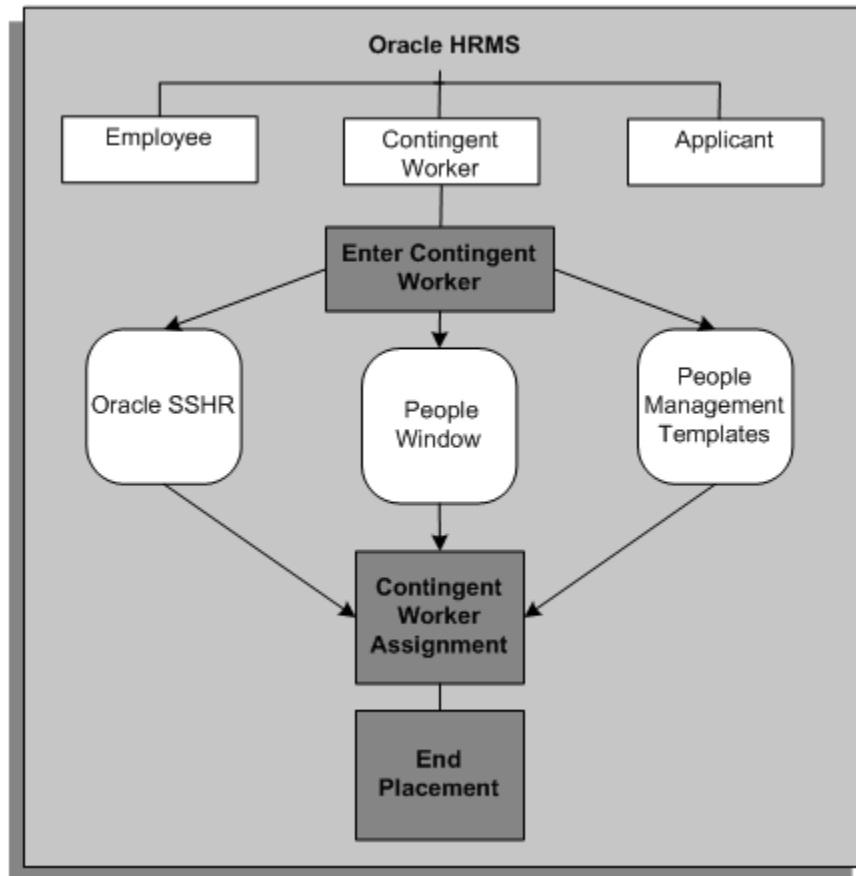 Oracle HRMS
Employee
Contingent
Worker
Applicant
Enter Contingent
Worker
Oracle SSHR
People
Window
People
Management
Templates
Contingent
Worker
Assignment
End
Placement